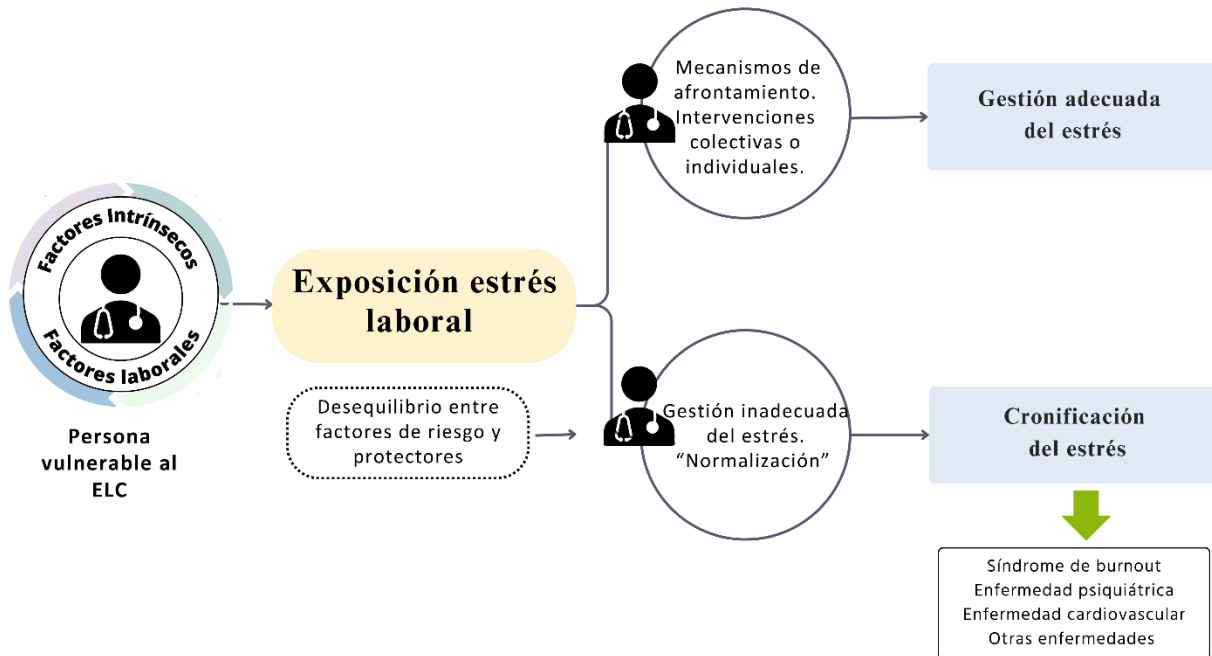 Factores Intrínsecos
Factores laborales
Persona
vulnerable al
ELC
Exposición estrés
laboral
Desequilibrio entre
factores de riesgo y
protectores
Mecanismos de
afrontamiento.
Intervenciones
colectivas o
individuales.
Gestión adecuada
del estrés
Gestión inadecuada
del estrés.
“Normalización”
Cronificación
del estrés
Síndrome de burnout
Enfermedad psiquiátrica
Enfermedad cardiovascular
Otras enfermedades